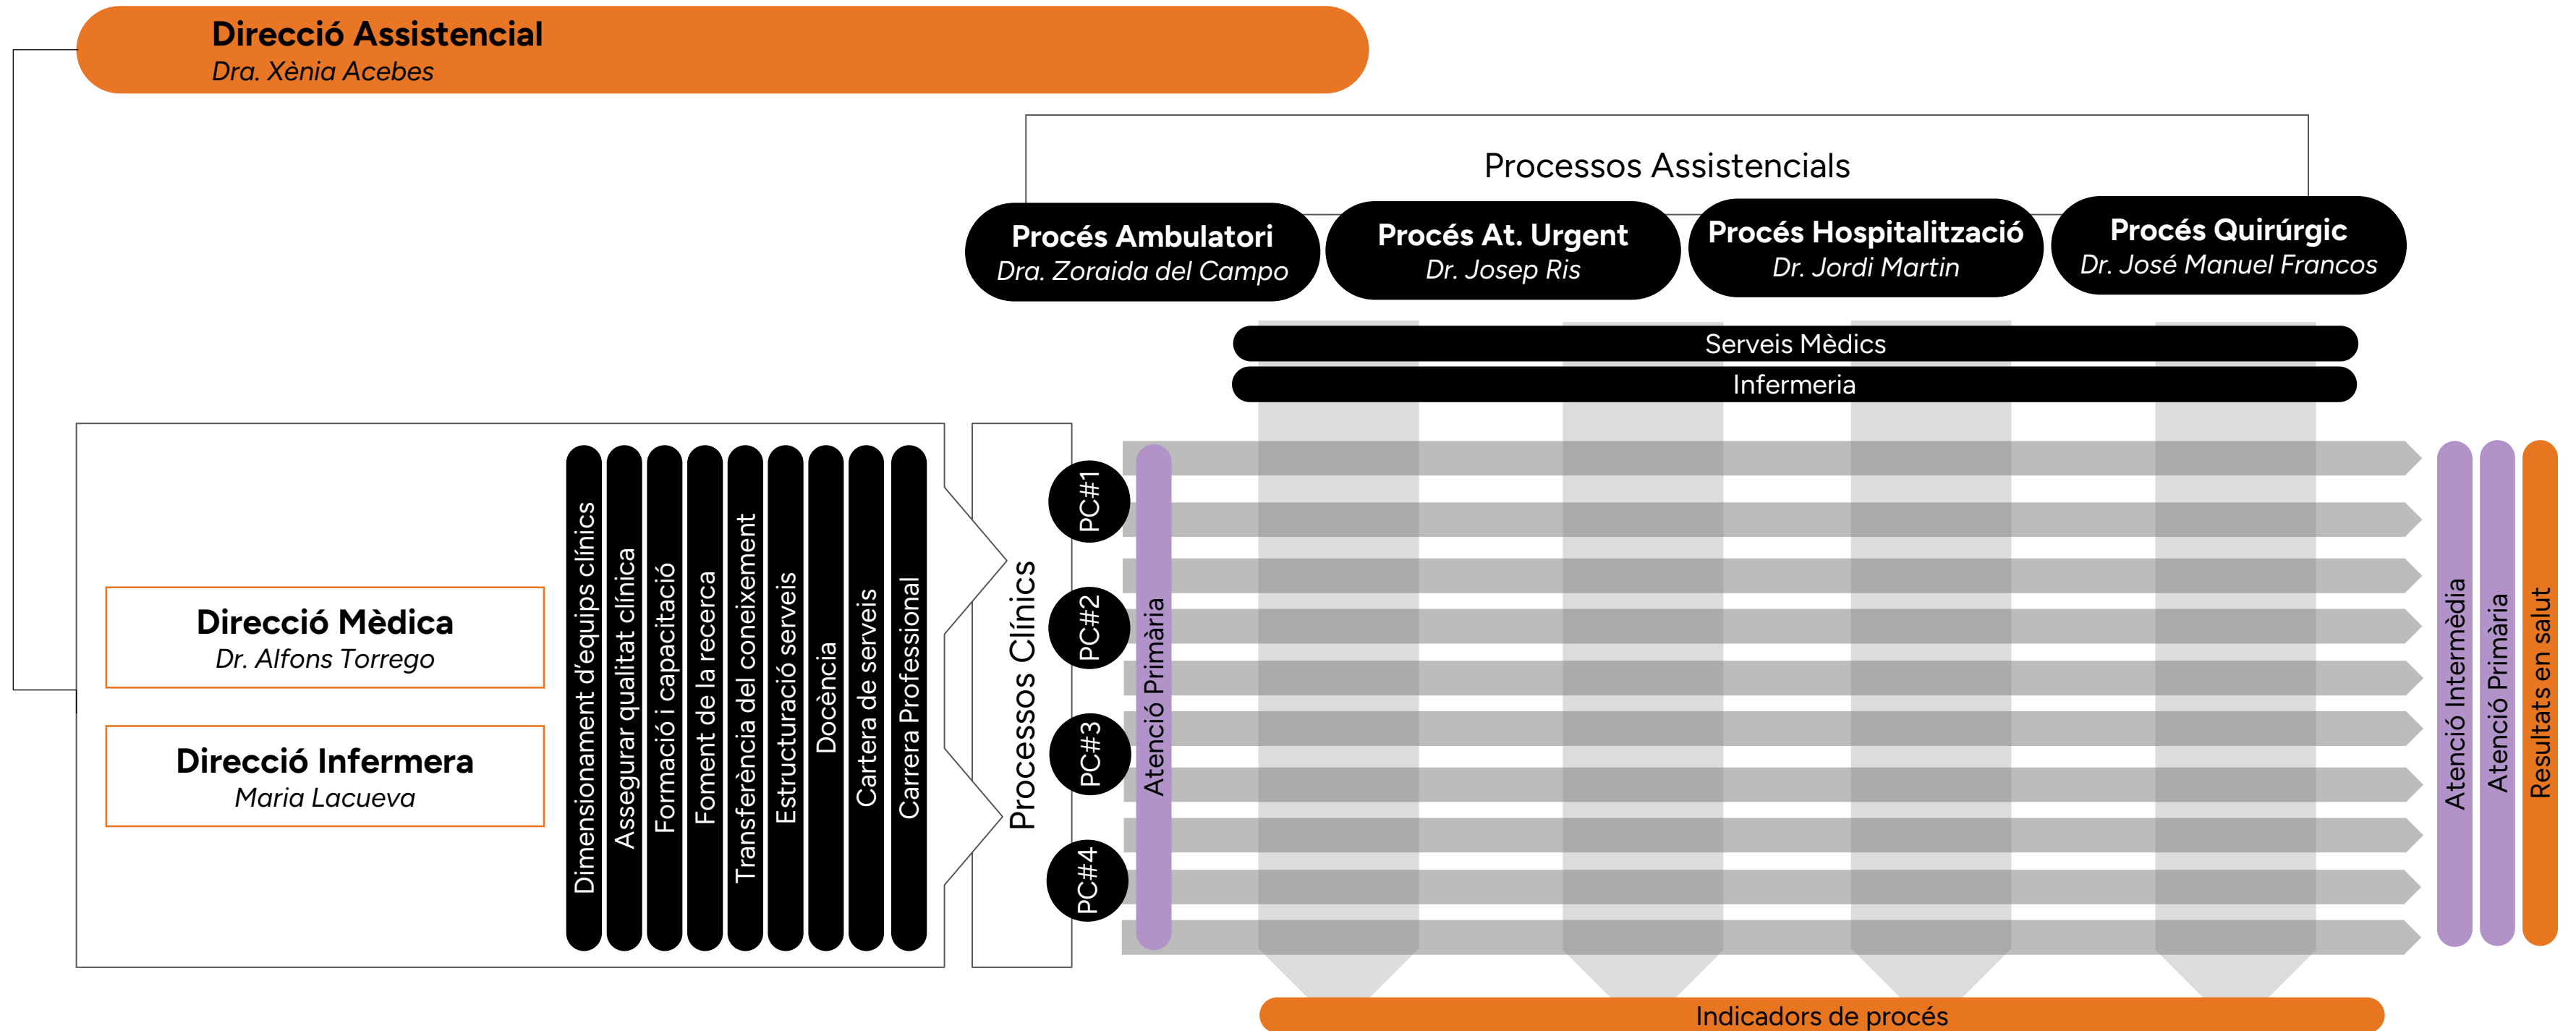 Direcció Assistencial
Dra. Xènia Acebes
Processos Assistencials
Procés Ambulatori
Dra. Zoraida del Campo
Procés At. Urgent
Dr. Josep Ris
Procés Hospitalització
Dr. Jordi Martin
Procés Quirúrgic
Dr. José Manuel Francos
Serveis Mèdics
Infermeria
Direcció Mèdica
Dr. Alfons Torrego
Direcció Infermera
Maria Lacueva
Dimensionament d'equips clínics
Assegurar qualitat clínica
Formació i capacitació
Foment de la recerca
Transferència del coneixement
Estructuració serveis
Docència
Cartera de serveis
Carrera Professional
Processos Clínics
PC#1
PC#2
PC#3
PC#4
Atenció Primària
Atenció Intermèdia
Atenció Primària
Resultats en salut
Indicadors de procés